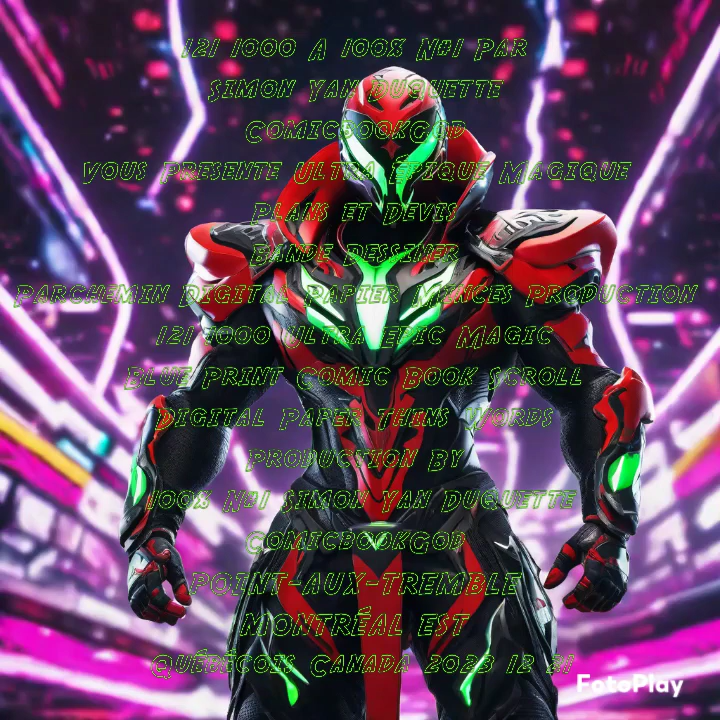 121 1000 A 100% N#1 PAR
SIMON YAN DUQUETTE
COMICBOOKGOD
VOUS PRESENTE ULTRA ÉPIQUE MAGIQUE
PLANS ET DEVIS
BANDE DESSINER
PARCHEMIN DIGITAL PAPIER MINCES PRODUCTION
121 1000 ULTRA EPIC MAGIC
BLUE PRINT COMIC BOOK SCROLL
DIGITAL PAPER THINS WORDS
PRODUCTION BY
100% N#1 SIMON YAN DUQUETTE
COMICBOOKGOD
POINT-AUX-TREMBLE
MONTRÉAL EST
QUÉBÉCOIS CANADA 2023 12 21
FotoPlay